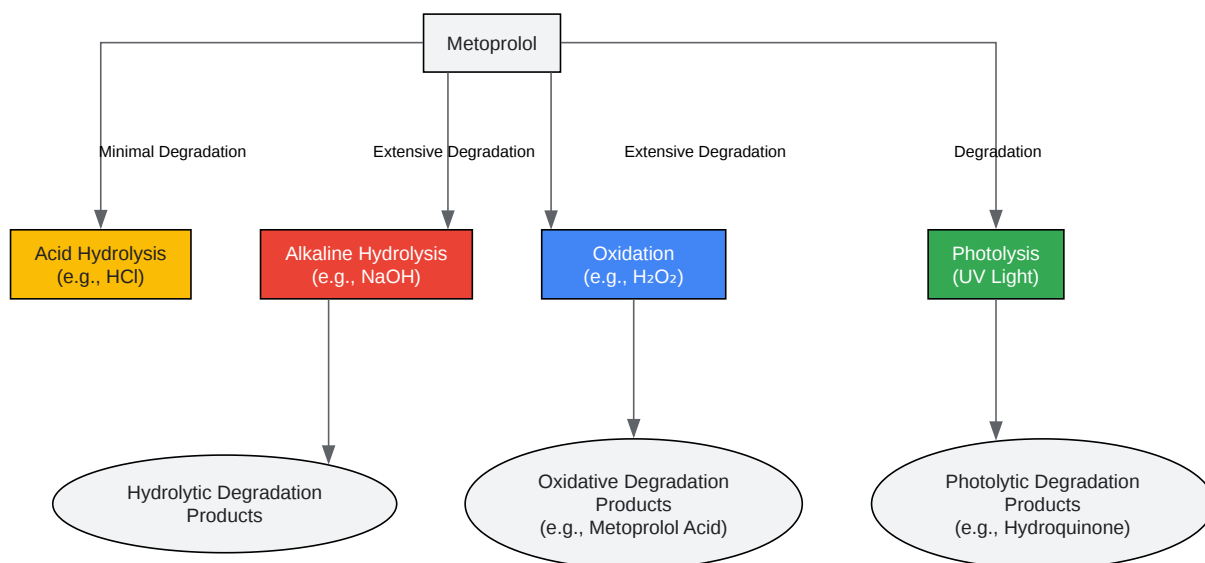 Metoprolol
Minimal Degradation
Extensive Degradation
Extensive Degradation
Degradation
Acid Hydrolysis
(e.g., HCl)
Alkaline Hydrolysis
(e.g., NaOH)
Oxidation
(e.g., H₂O₂)
Photolysis
(UV Light)
Hydrolytic Degradation
Products
Oxidative Degradation
Products
(e.g., Metoprolol Acid)
Photolytic Degradation
Products
(e.g., Hydroquinone)